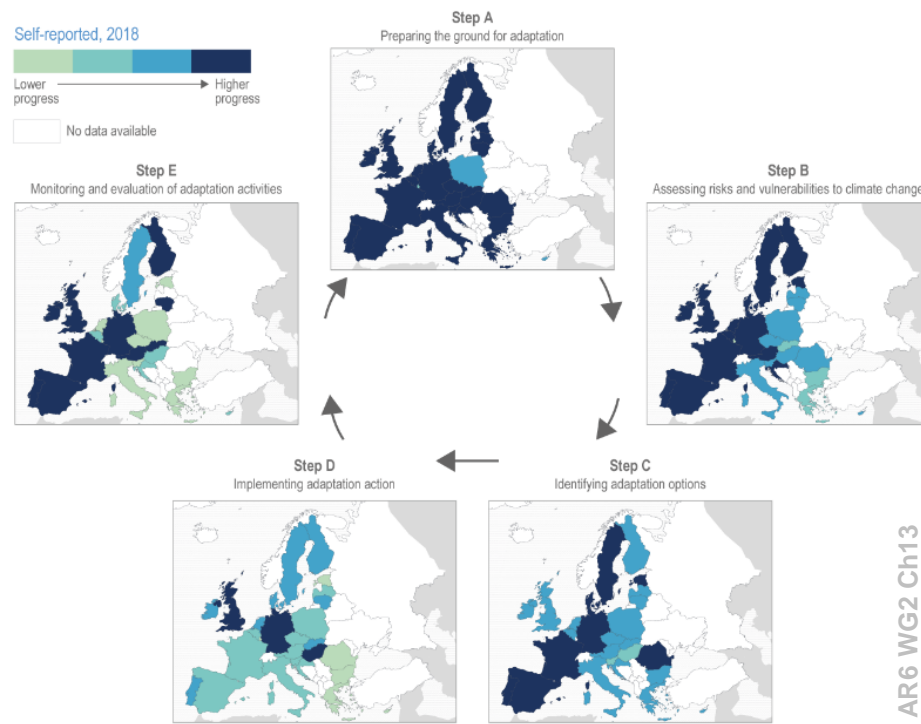 Step A
Preparing the ground for adaptation
Self-reported, 2018
Lower progress
Higher progress
No data available
Step E
Monitoring and evaluation of adaptation activities
Step B
Assessing risks and vulnerabilities to climate change
Step D
Implementing adaptation action
Step C
Identifying adaptation options
AR6 WG2 Ch13